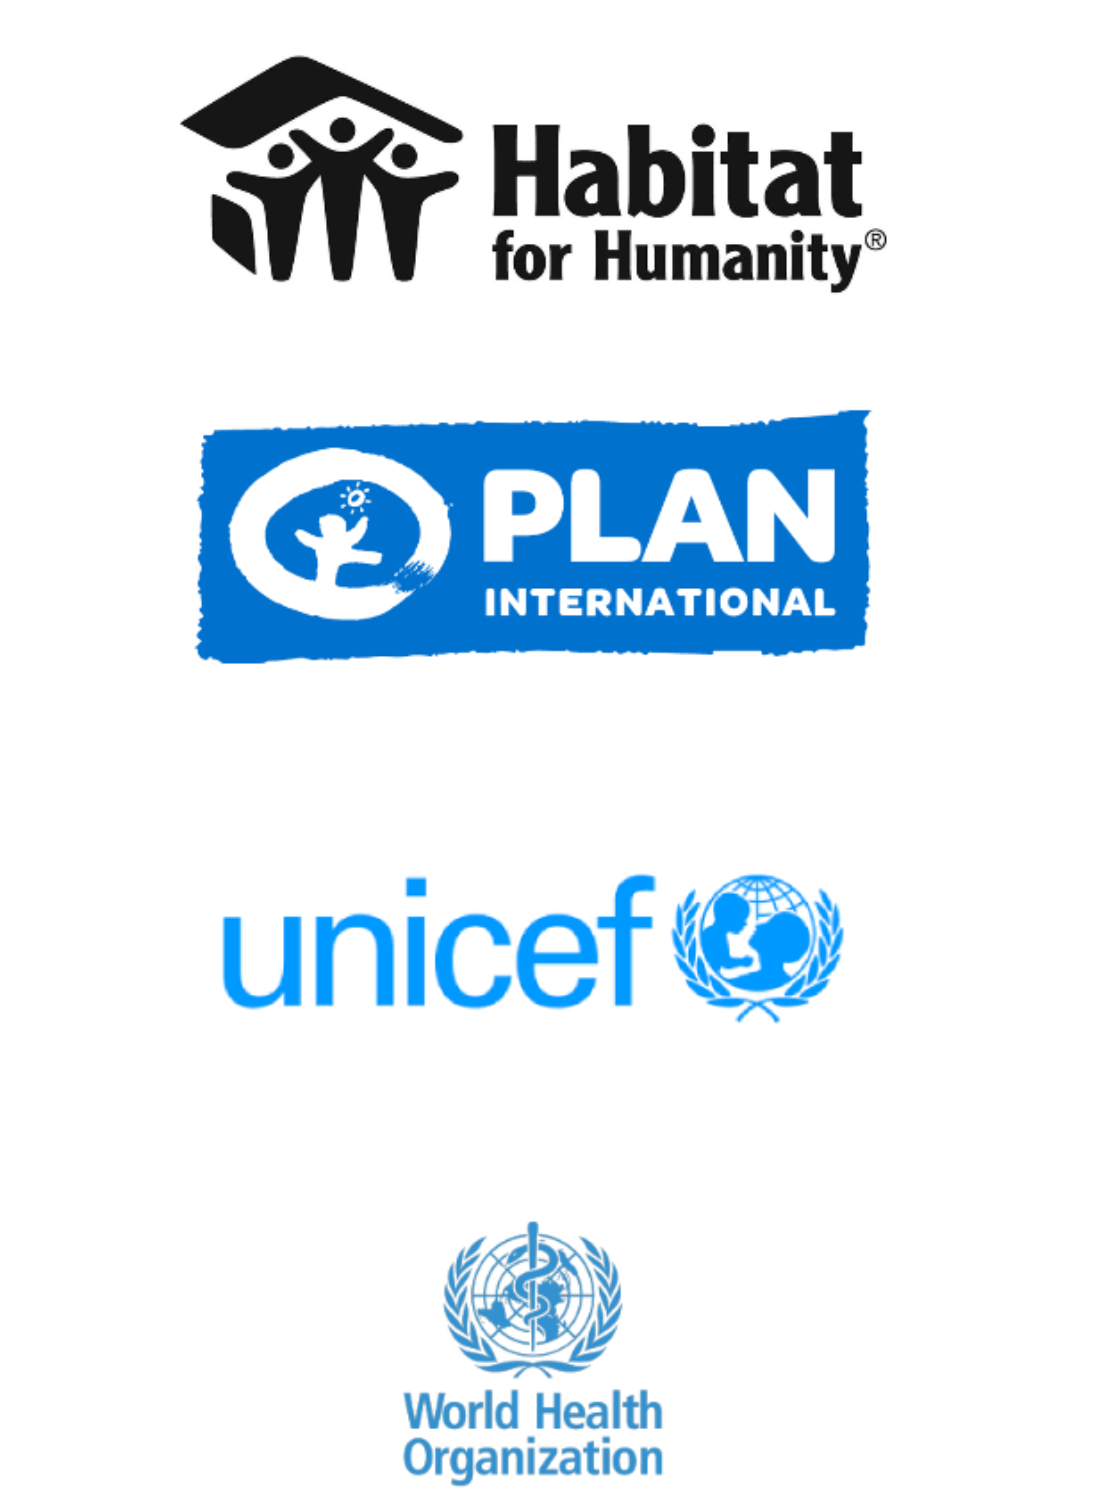 Habitat
for Humanity®
PLAN
INTERNATIONAL
unicef
World Health
Organization